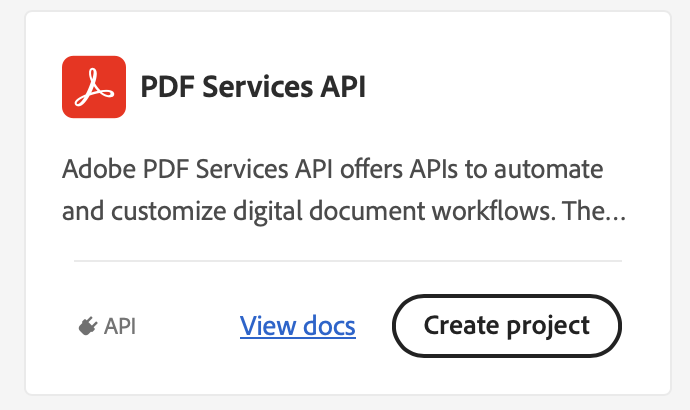 PDF Services API
Adobe PDF Services API offers APIs to automate
and customize digital document workflows. The...
API
View docs
Create project